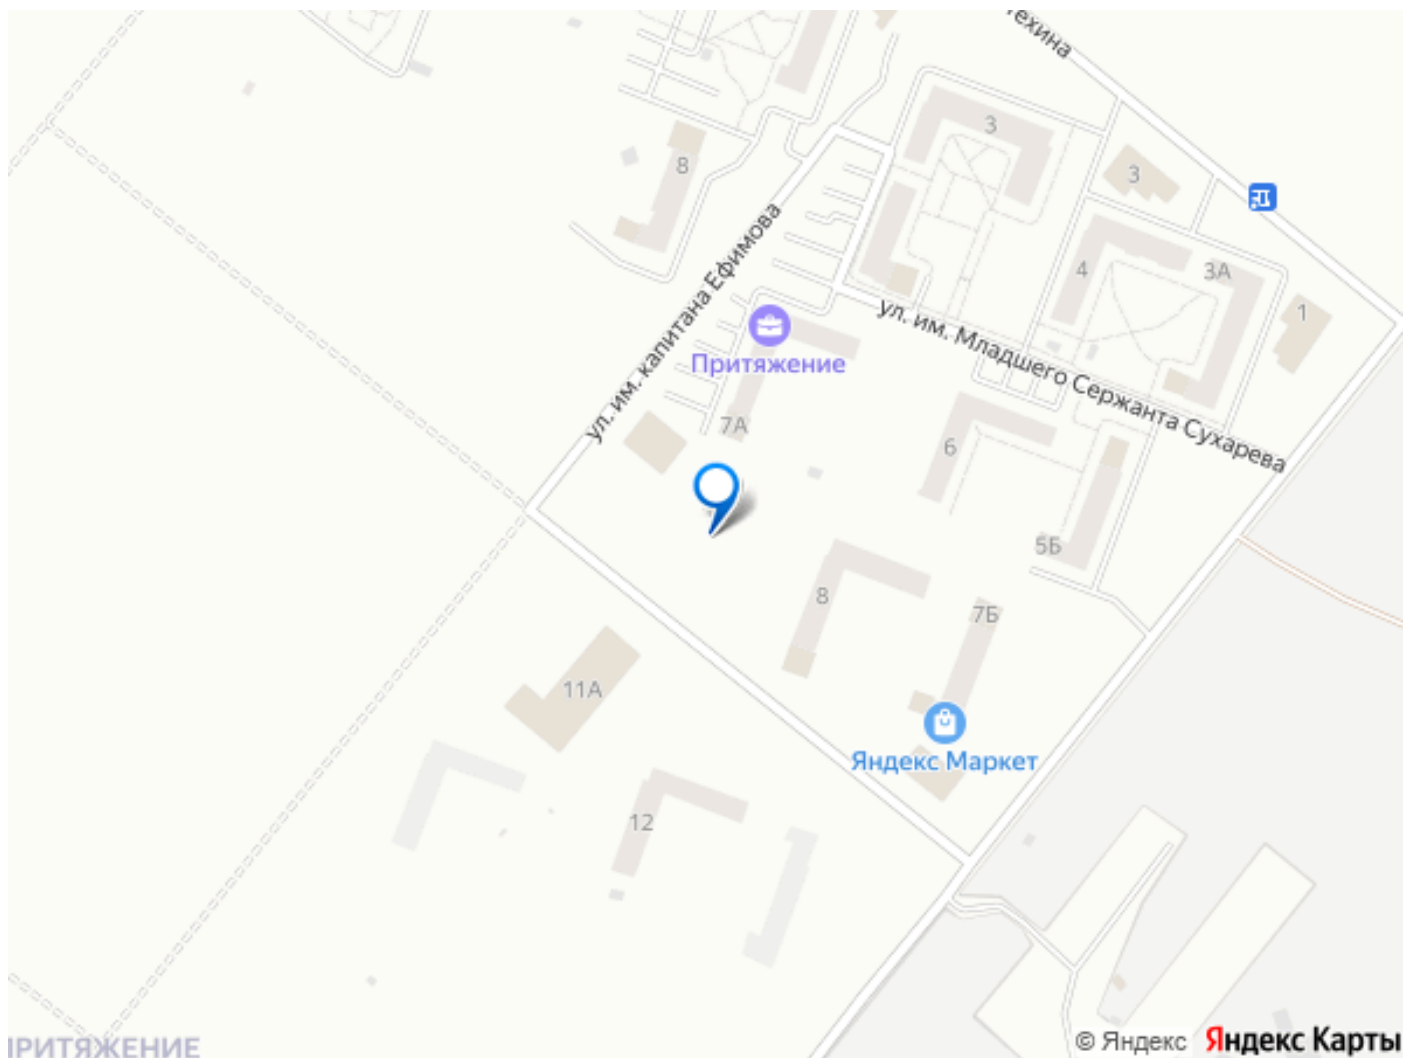 ехина
3
8
3
ул. им. капитана Ефимова
4
3А
1
ул. им. Младшего Сержанта Сухарева
Притяжение
7А
6
5Б
8
7Б
11А
Яндекс Маркет
12
ПРИТЯЖЕНИЕ
© Яндекс Яндекс Карты